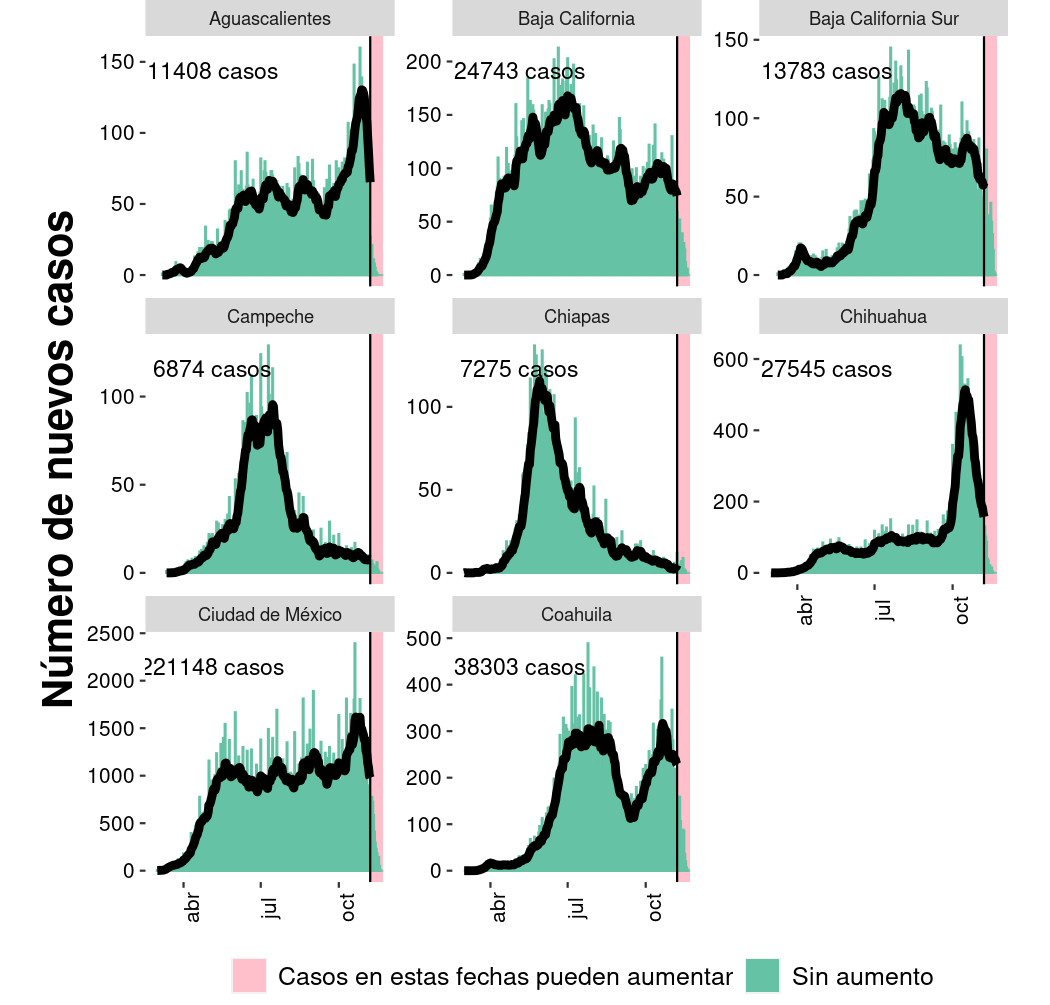 Número de nuevos casos
Aguascalientes
Baja California
Baja California Sur
11408 casos
24743 casos
13783 casos
150
100
50
0
200
150
100
50
0
150
100
50
0
Campeche
Chiapas
Chihuahua
6874 casos
7275 casos
27545 casos
100
50
0
100
50
0
600
400
200
0
abr
jul
oct
Ciudad de México
Coahuila
221148 casos
38303 casos
2500
2000
1500
1000
500
0
500
400
300
200
100
0
abr
jul
oct
abr
jul
oct
Casos en estas fechas pueden aumentar
Sin aumento